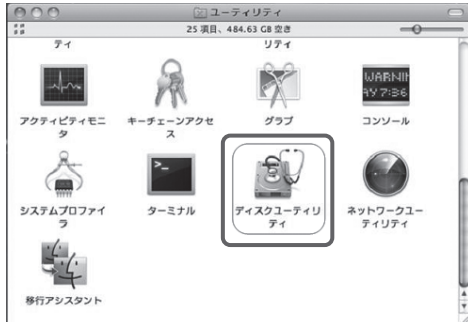 ユーティリティ
25 項目、484.63 GB 空き
ティ
リティ
WARNIN
AY 7:36
アクティビティモニ
タ
キーチェーンアクセ
ス
グラブ
コンソール
システムプロファイ
ラ
ターミナル
ディスクユーティリ
ティ
ネットワークユー
ティリティ
移行アシスタント